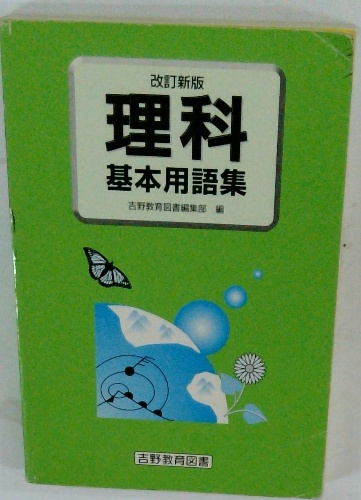 改訂新版
理科
基本用語集
吉野教育図書編集部 編
吉野教育図書